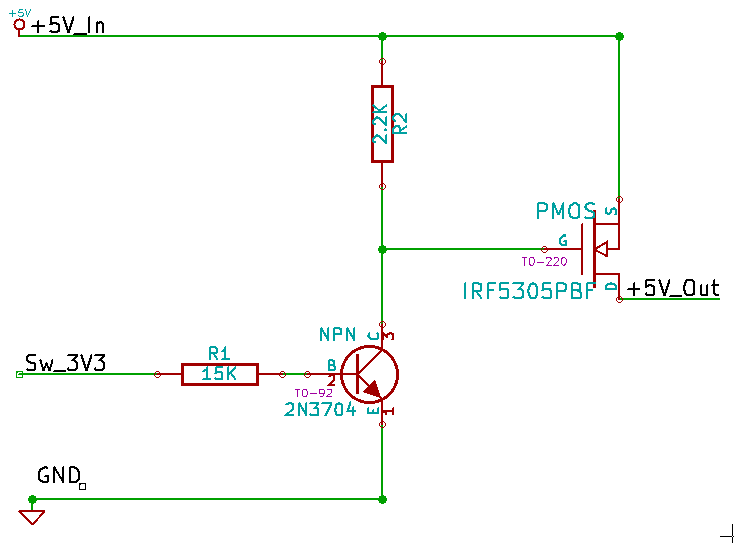 +5V
+5V_In
2.2K
R2
PMOS
S
G
TO-220
IRF5305PBF
D
+5V_Out
NPN
C
3
Sw_3V3
R1
15K
B
2
TO-92
2N3704
E
1
GND